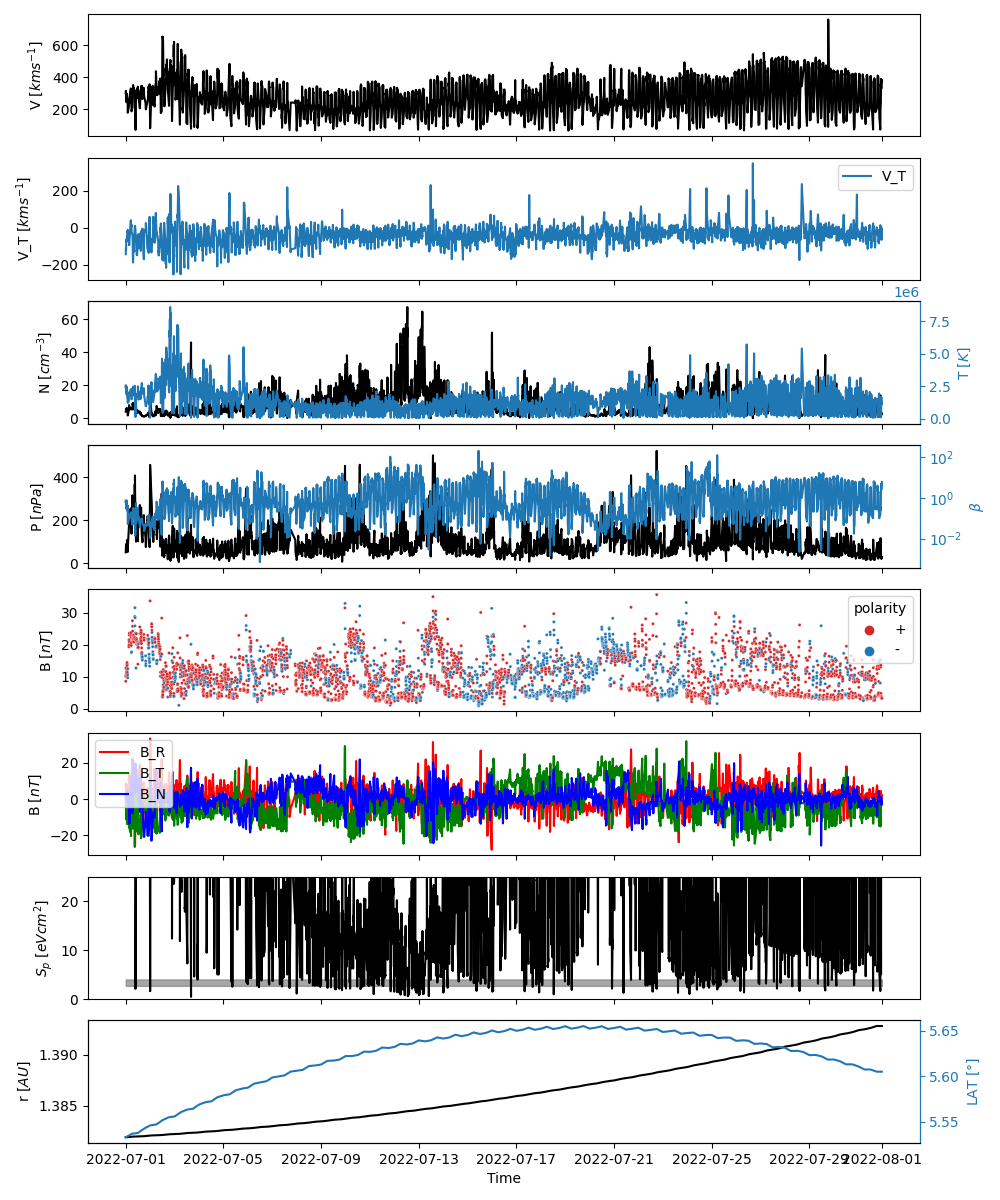 600
400
200
V [kms⁻¹]
200
0
−200
V_T [kms⁻¹]
V_T
1e6
60
40
20
0
N [cm⁻³]
7.5
5.0
2.5
0.0
T [K]
400
200
0
P [nPa]
10²
10⁰
10⁻²
β
30
20
10
0
B [nT]
polarity
+
-
20
0
−20
B [nT]
B_R
B_T
B_N
20
10
0
S_p [eVcm²]
1.390
1.385
r [AU]
5.65
5.60
5.55
LAT [°]
2022-07-01 2022-07-05 2022-07-09 2022-07-13 2022-07-17 2022-07-21 2022-07-25 2022-07-29 2022-08-01
Time